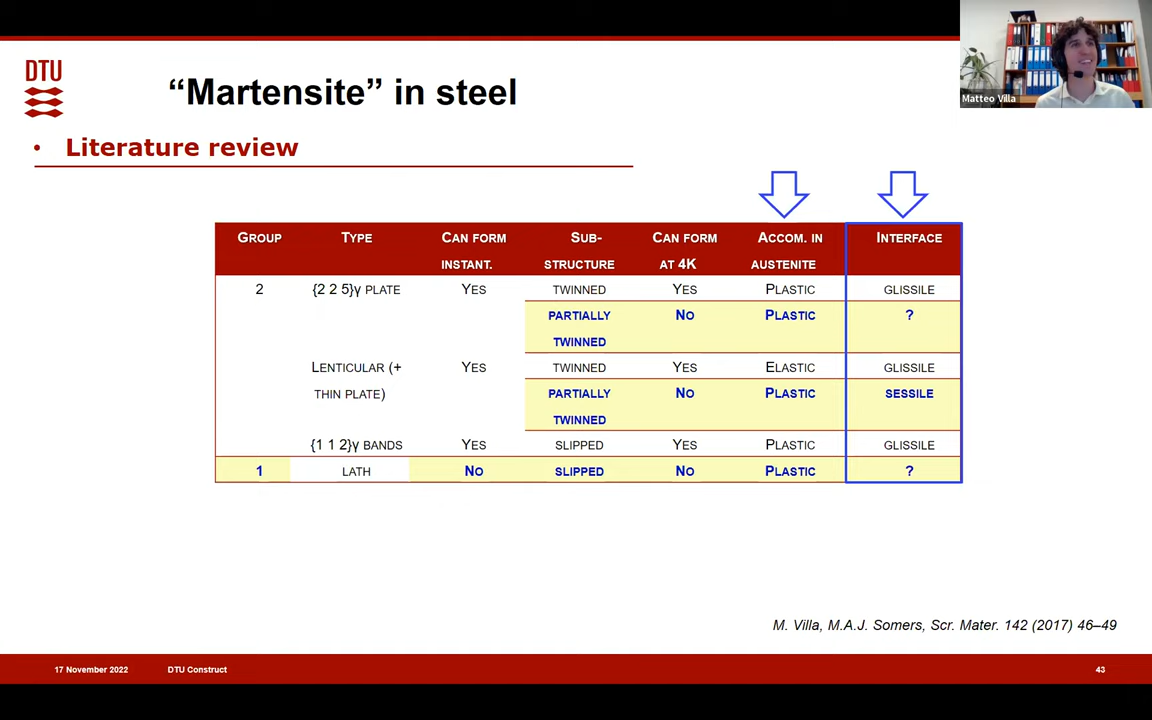 DTU
“Martensite” in steel
Matteo Villa
• Literature review
GROUP TYPE CAN FORM INSTANT. SUB-STRUCTURE CAN FORM AT 4K ACCOM. IN AUSTENITE INTERFACE
2 {2 2 5}γ PLATE YES TWINNED YES PLASTIC GLISSILE
PARTIALLY TWINNED NO PLASTIC ?
LENTICULAR (+ THIN PLATE) YES TWINNED YES ELASTIC GLISSILE
PARTIALLY TWINNED NO PLASTIC SESSILE
{1 1 2}γ BANDS YES SLIPPED YES PLASTIC GLISSILE
1 LATH NO SLIPPED NO PLASTIC ?
M. Villa, M.A.J. Somers, Scr. Mater. 142 (2017) 46–49
17 November 2022 DTU Construct 43